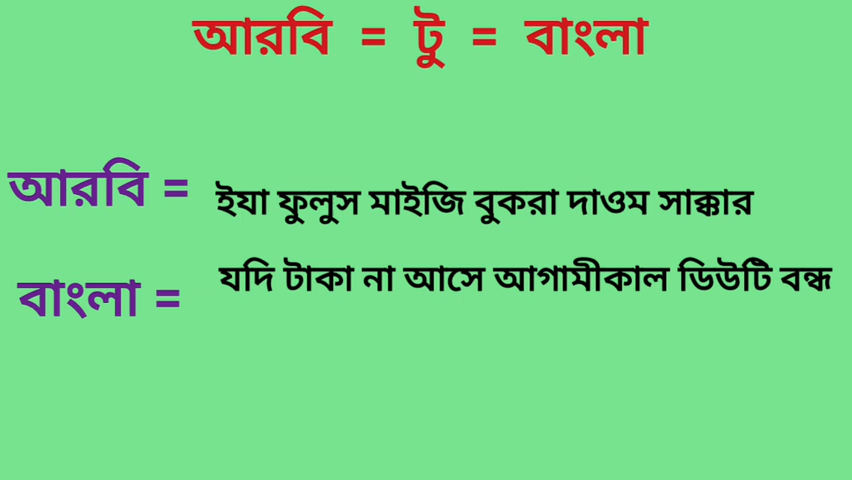 আরবি = টু = বাংলা
আরবি = ইযা ফুলুস মাইজি বুকরা দাওম সাক্কার
বাংলা = যদি টাকা না আসে আগামীকাল ডিউটি বন্ধ